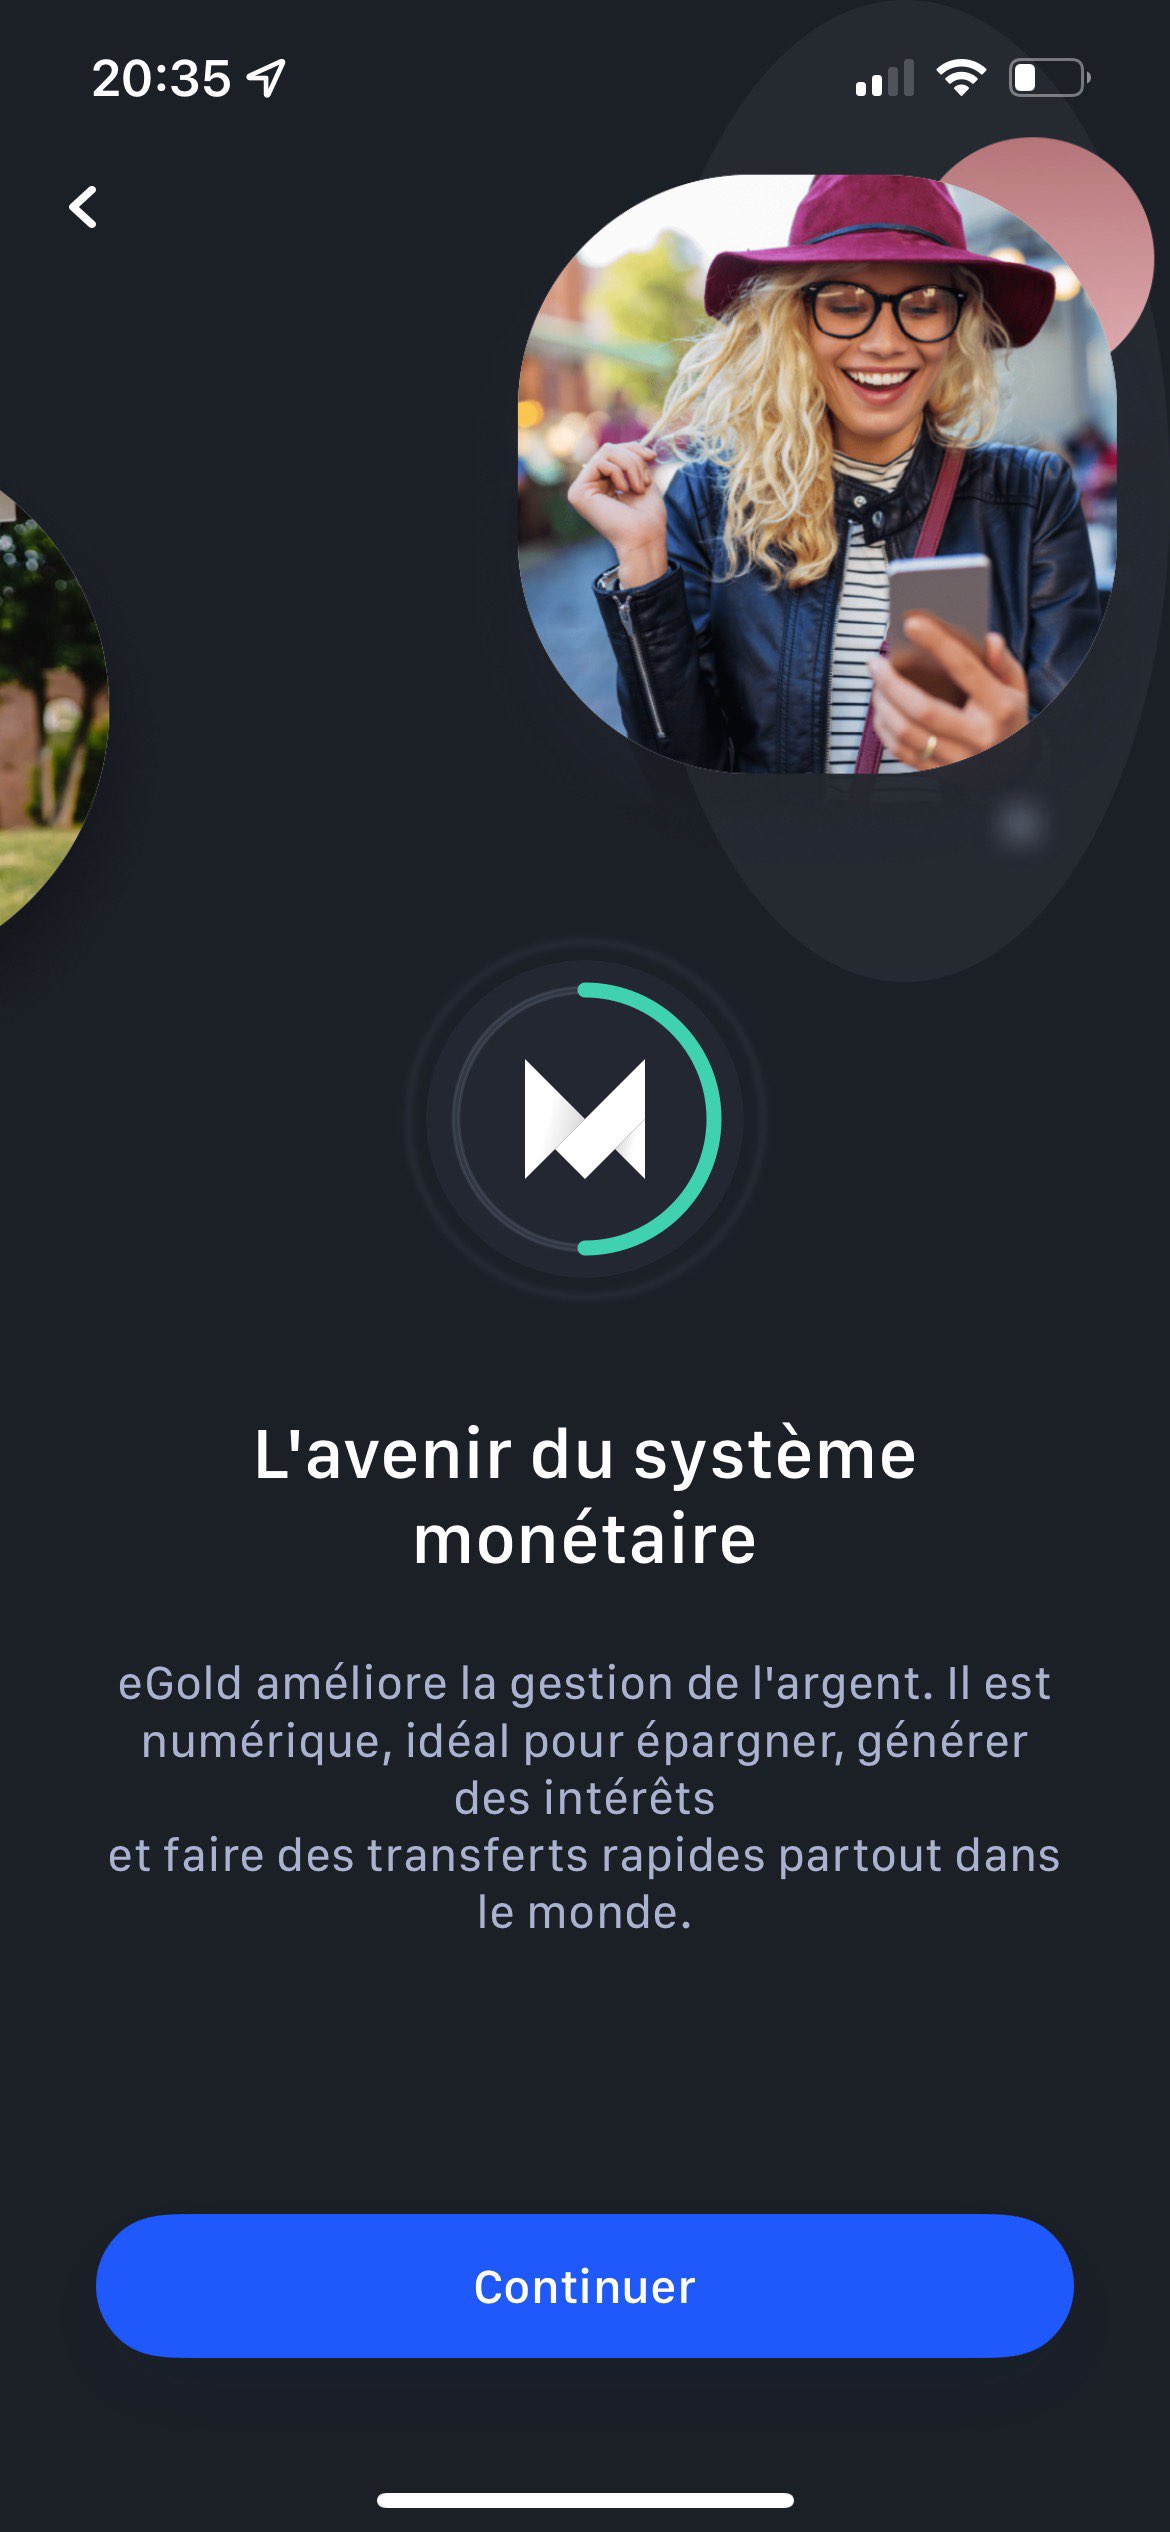 20:35
L'avenir du système
monétaire
eGold améliore la gestion de l'argent. Il est
numérique, idéal pour épargner, générer
des intérêts
et faire des transferts rapides partout dans
le monde.
Continuer